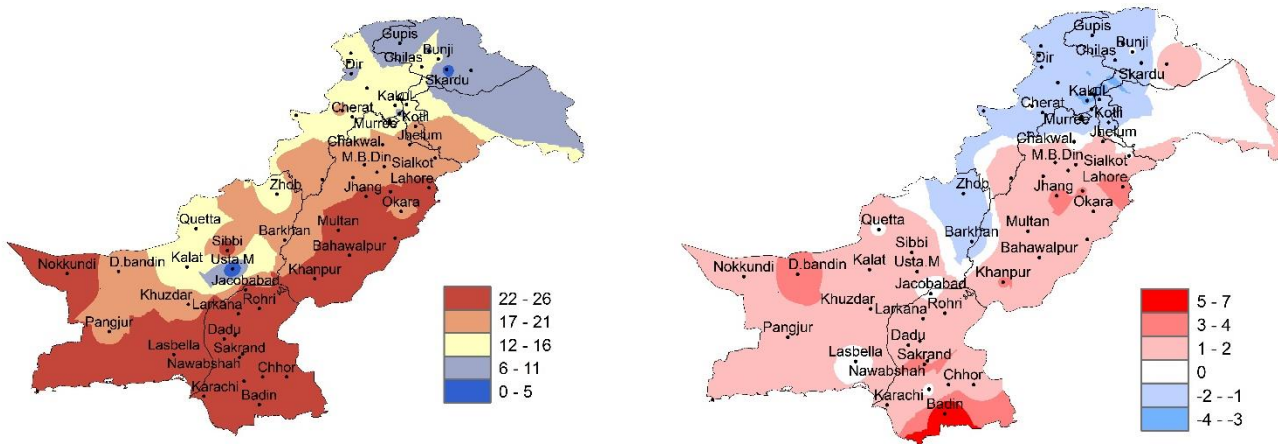 Gupis
Bunji
Chilas
Dir
Skardu
Kakul
Cherat
Kotli
Murree
Jhelum
Chakwal
M.B.Din
Sialkot
Lahore
Zhob
Jhang
Okara
Quetta
Multan
Sibbi
Barkhan
Bahawalpur
Usta.M
Nokkundi
D.bandin
Kalat
Khanpur
Jacobabad
Khuzdar
Larkana
Rohri
Pangjur
Dadu
Lasbella
Sakrand
Nawabshah
Chhor
Karachi
Badin
22 - 26
17 - 21
12 - 16
6 - 11
0 - 5
Gupis
Bunji
Chilas
Dir
Skardu
Kakul
Cherat
Kotli
Murree
Jhelum
Chakwal
M.B.Din
Sialkot
Lahore
Zhob
Jhang
Okara
Quetta
Multan
Sibbi
Barkhan
Bahawalpur
Usta.M
Nokkundi
D.bandin
Kalat
Khanpur
Jacobabad
Khuzdar
Larkana
Rohri
Pangjur
Dadu
Lasbella
Sakrand
Nawabshah
Chhor
Karachi
Badin
5 - 7
3 - 4
1 - 2
0
-2 - -1
-4 - -3